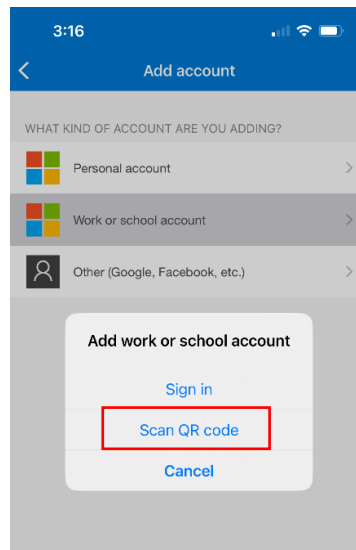 3:16
Add account
WHAT KIND OF ACCOUNT ARE YOU ADDING?
Personal account
Work or school account
Other (Google, Facebook, etc.)
Add work or school account
Sign in
Scan QR code
Cancel